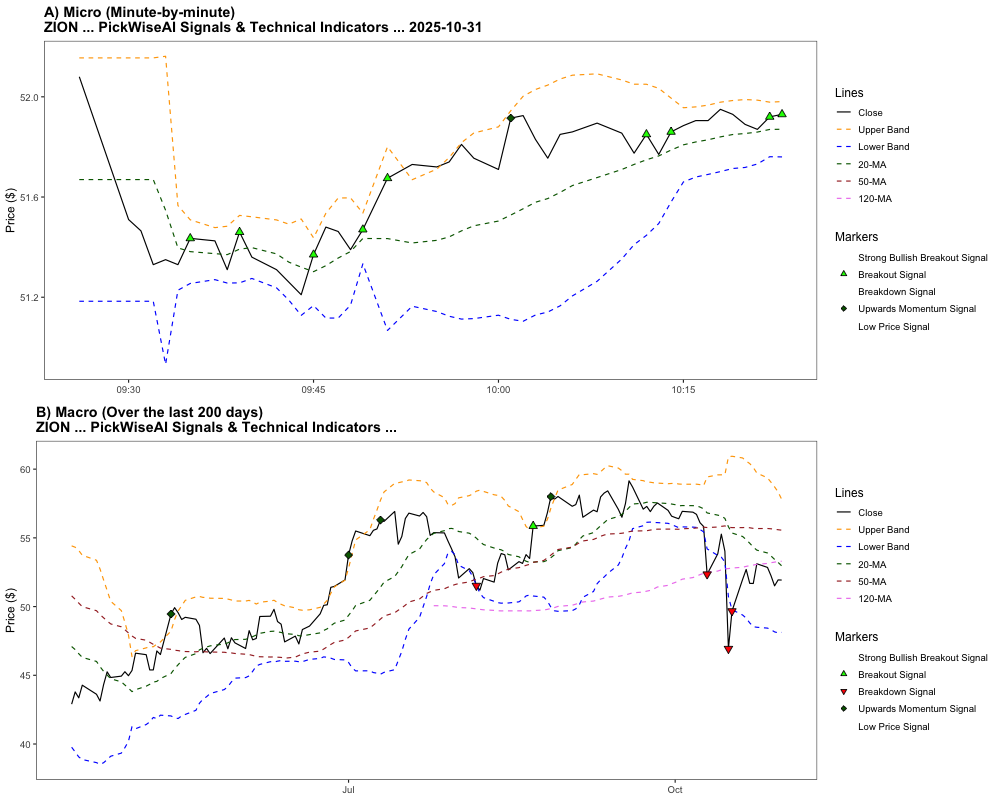 A) Micro (Minute-by-minute)
ZION ... PickWiseAI Signals & Technical Indicators ... 2025-10-31
Price ($)
52.0
51.6
51.2
09:30
09:45
10:00
10:15
Lines
Close
Upper Band
Lower Band
20-MA
50-MA
120-MA
Markers
Strong Bullish Breakout Signal
Breakout Signal
Breakdown Signal
Upwards Momentum Signal
Low Price Signal
B) Macro (Over the last 200 days)
ZION ... PickWiseAI Signals & Technical Indicators ...
Price ($)
60
55
50
45
40
Jul
Oct
Lines
Close
Upper Band
Lower Band
20-MA
50-MA
120-MA
Markers
Strong Bullish Breakout Signal
Breakout Signal
Breakdown Signal
Upwards Momentum Signal
Low Price Signal